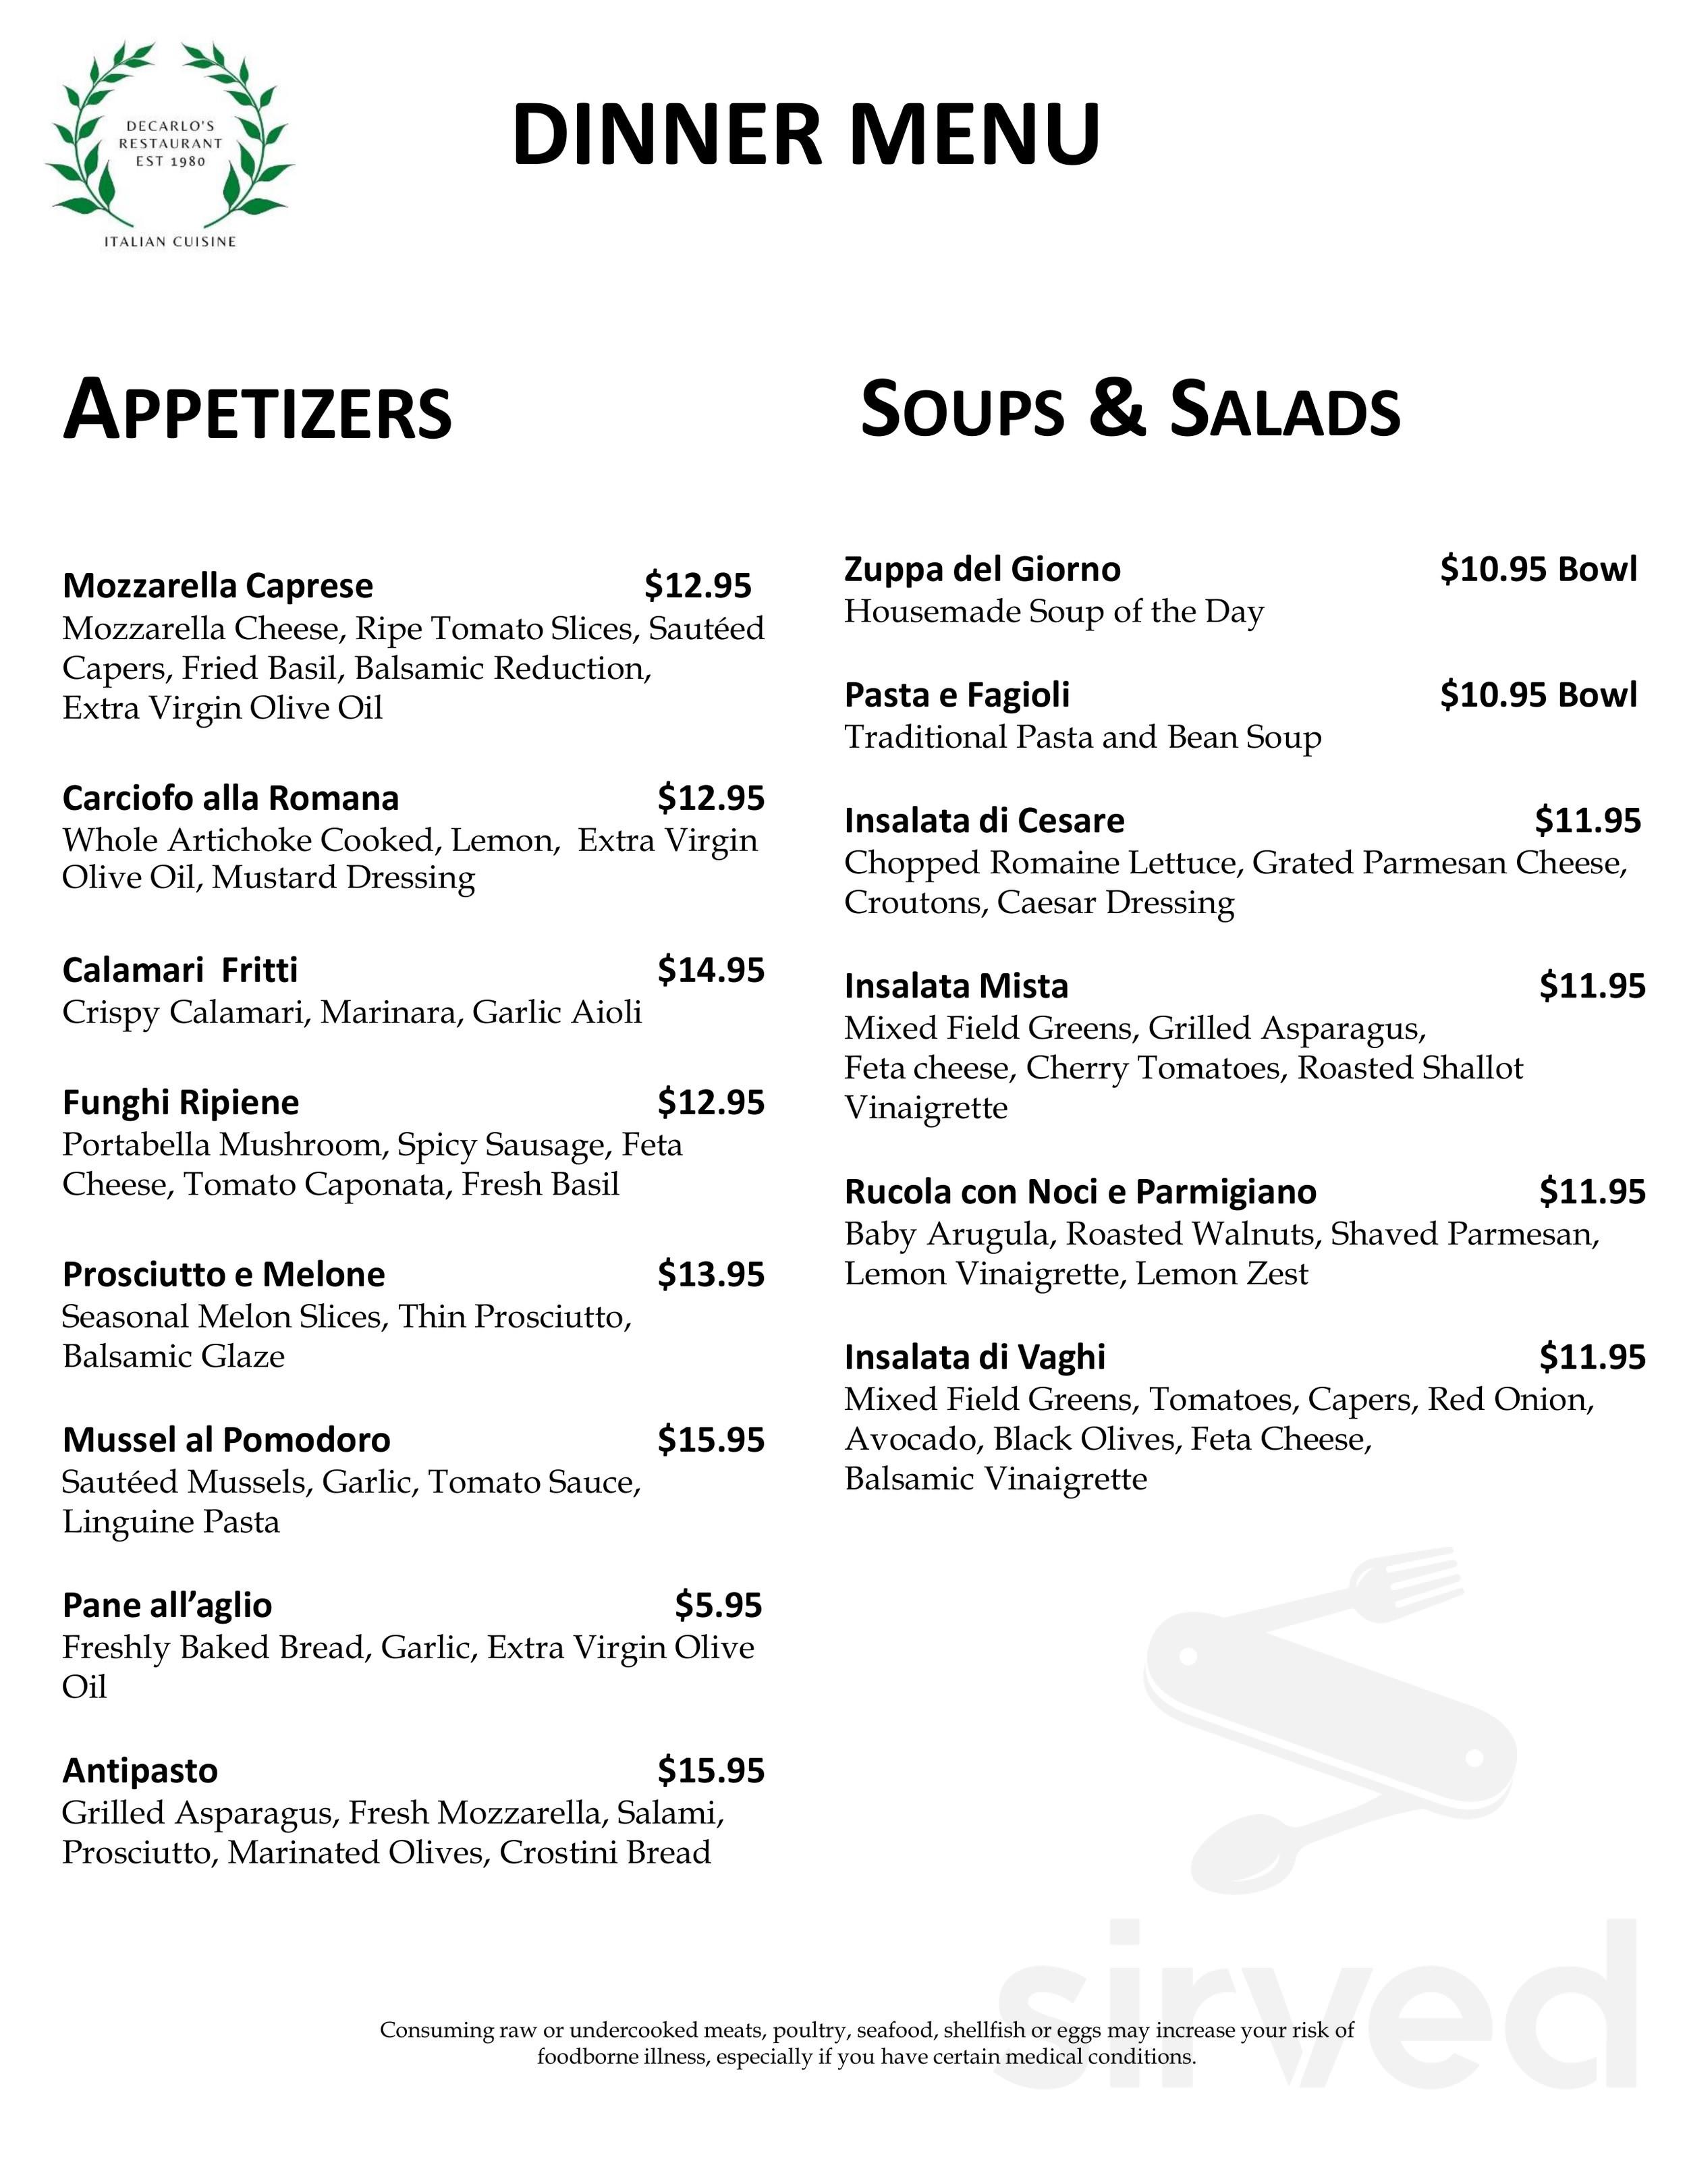 DECARLO'S
RESTAURANT
EST 1980
ITALIAN CUISINE
DINNER MENU
APPETIZERS
Mozzarella Caprese $12.95
Mozzarella Cheese, Ripe Tomato Slices, Sautéed
Capers, Fried Basil, Balsamic Reduction,
Extra Virgin Olive Oil
Carciofo alla Romana $12.95
Whole Artichoke Cooked, Lemon, Extra Virgin
Olive Oil, Mustard Dressing
Calamari Fritti $14.95
Crispy Calamari, Marinara, Garlic Aioli
Funghi Ripiene $12.95
Portabella Mushroom, Spicy Sausage, Feta
Cheese, Tomato Caponata, Fresh Basil
Prosciutto e Melone $13.95
Seasonal Melon Slices, Thin Prosciutto,
Balsamic Glaze
Mussel al Pomodoro $15.95
Sautéed Mussels, Garlic, Tomato Sauce,
Linguine Pasta
Pane all’aglio $5.95
Freshly Baked Bread, Garlic, Extra Virgin Olive
Oil
Antipasto $15.95
Grilled Asparagus, Fresh Mozzarella, Salami,
Prosciutto, Marinated Olives, Crostini Bread
SOUPS & SALADS
Zuppa del Giorno $10.95 Bowl
Housemade Soup of the Day
Pasta e Fagioli $10.95 Bowl
Traditional Pasta and Bean Soup
Insalata di Cesare $11.95
Chopped Romaine Lettuce, Grated Parmesan Cheese,
Croutons, Caesar Dressing
Insalata Mista $11.95
Mixed Field Greens, Grilled Asparagus,
Feta cheese, Cherry Tomatoes, Roasted Shallot
Vinaigrette
Rucola con Noci e Parmigiano $11.95
Baby Arugula, Roasted Walnuts, Shaved Parmesan,
Lemon Vinaigrette, Lemon Zest
Insalata di Vaghi $11.95
Mixed Field Greens, Tomatoes, Capers, Red Onion,
Avocado, Black Olives, Feta Cheese,
Balsamic Vinaigrette
sirved
Consuming raw or undercooked meats, poultry, seafood, shellfish or eggs may increase your risk of
foodborne illness, especially if you have certain medical conditions.